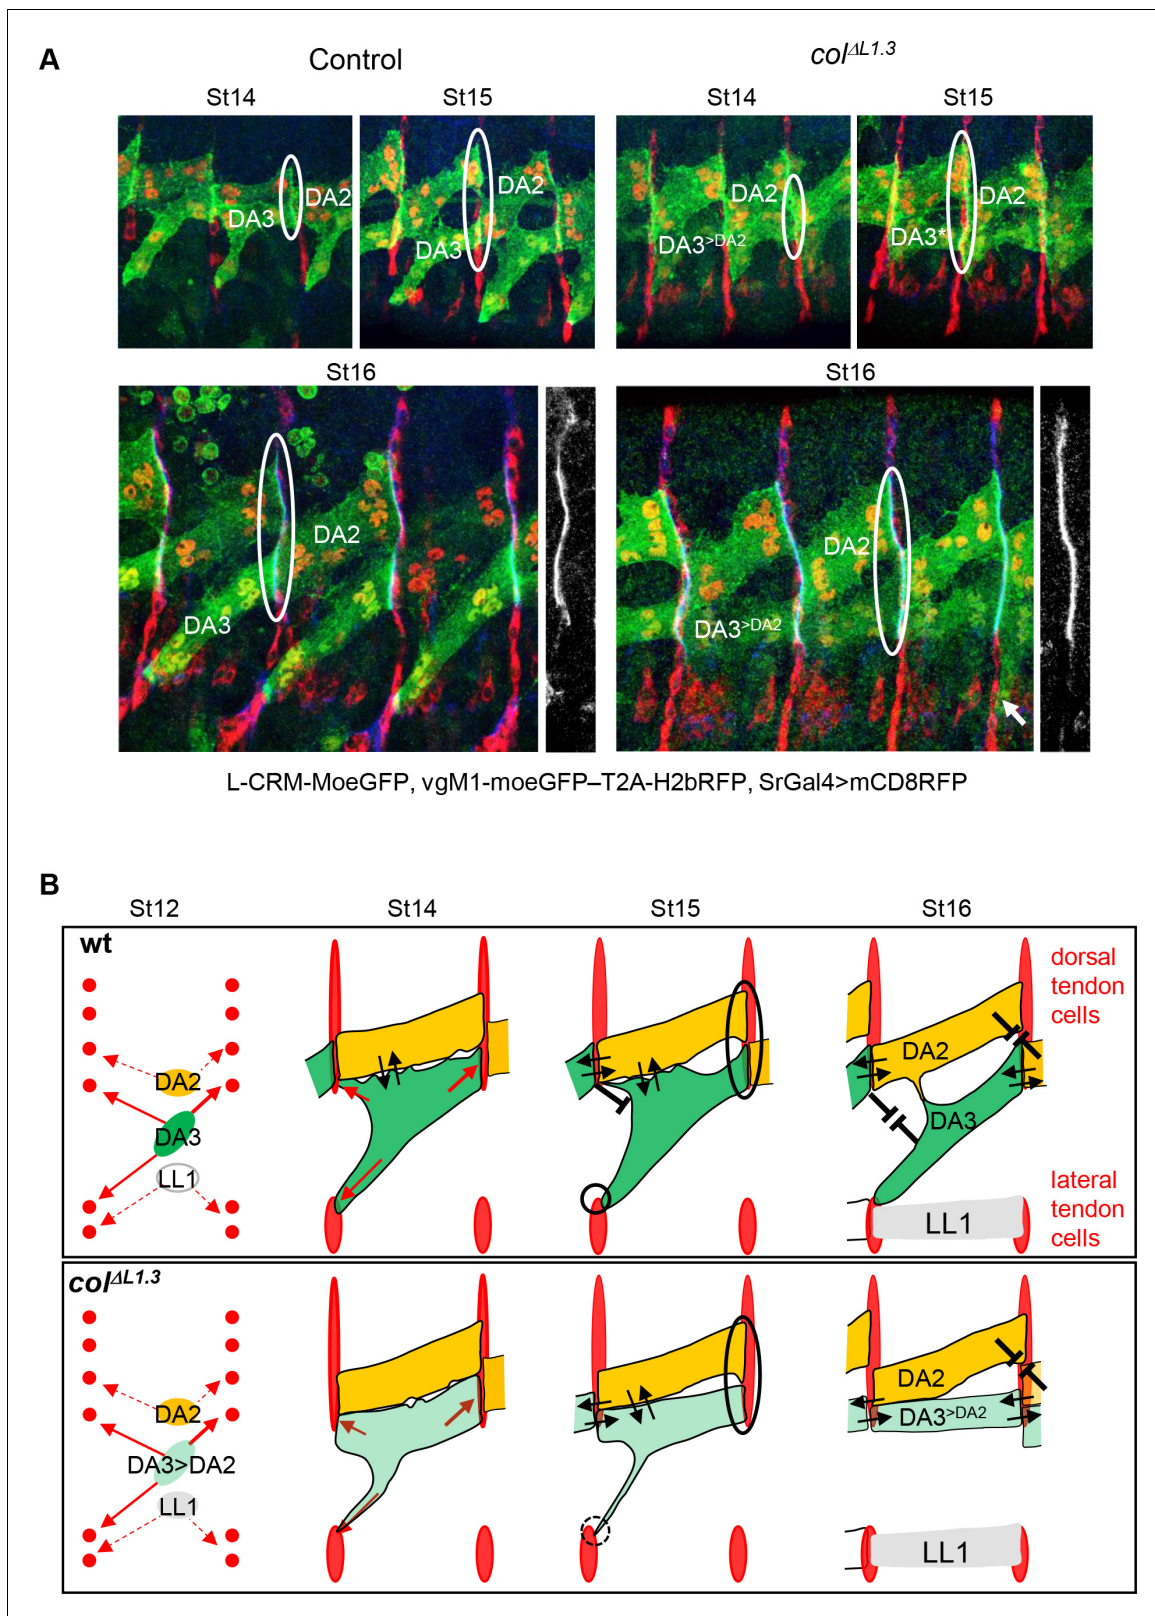 A
Control
col^ΔL1.3
St14
St15
St14
St15
DA3
DA2
DA3
DA2
DA2
DA3>DA2
DA2
DA3*
St16
St16
DA2
DA3
DA2
DA3>DA2
L-CRM-MoeGFP, vgM1-moeGFP–T2A-H2bRFP, SrGal4>mCD8RFP
B
St12
St14
St15
St16
wt
DA2
DA3
LL1
DA2
DA3
LL1
dorsal
tendon
cells
lateral
tendon
cells
col^ΔL1.3
DA2
DA3>DA2
LL1
DA2
DA3>DA2
LL1